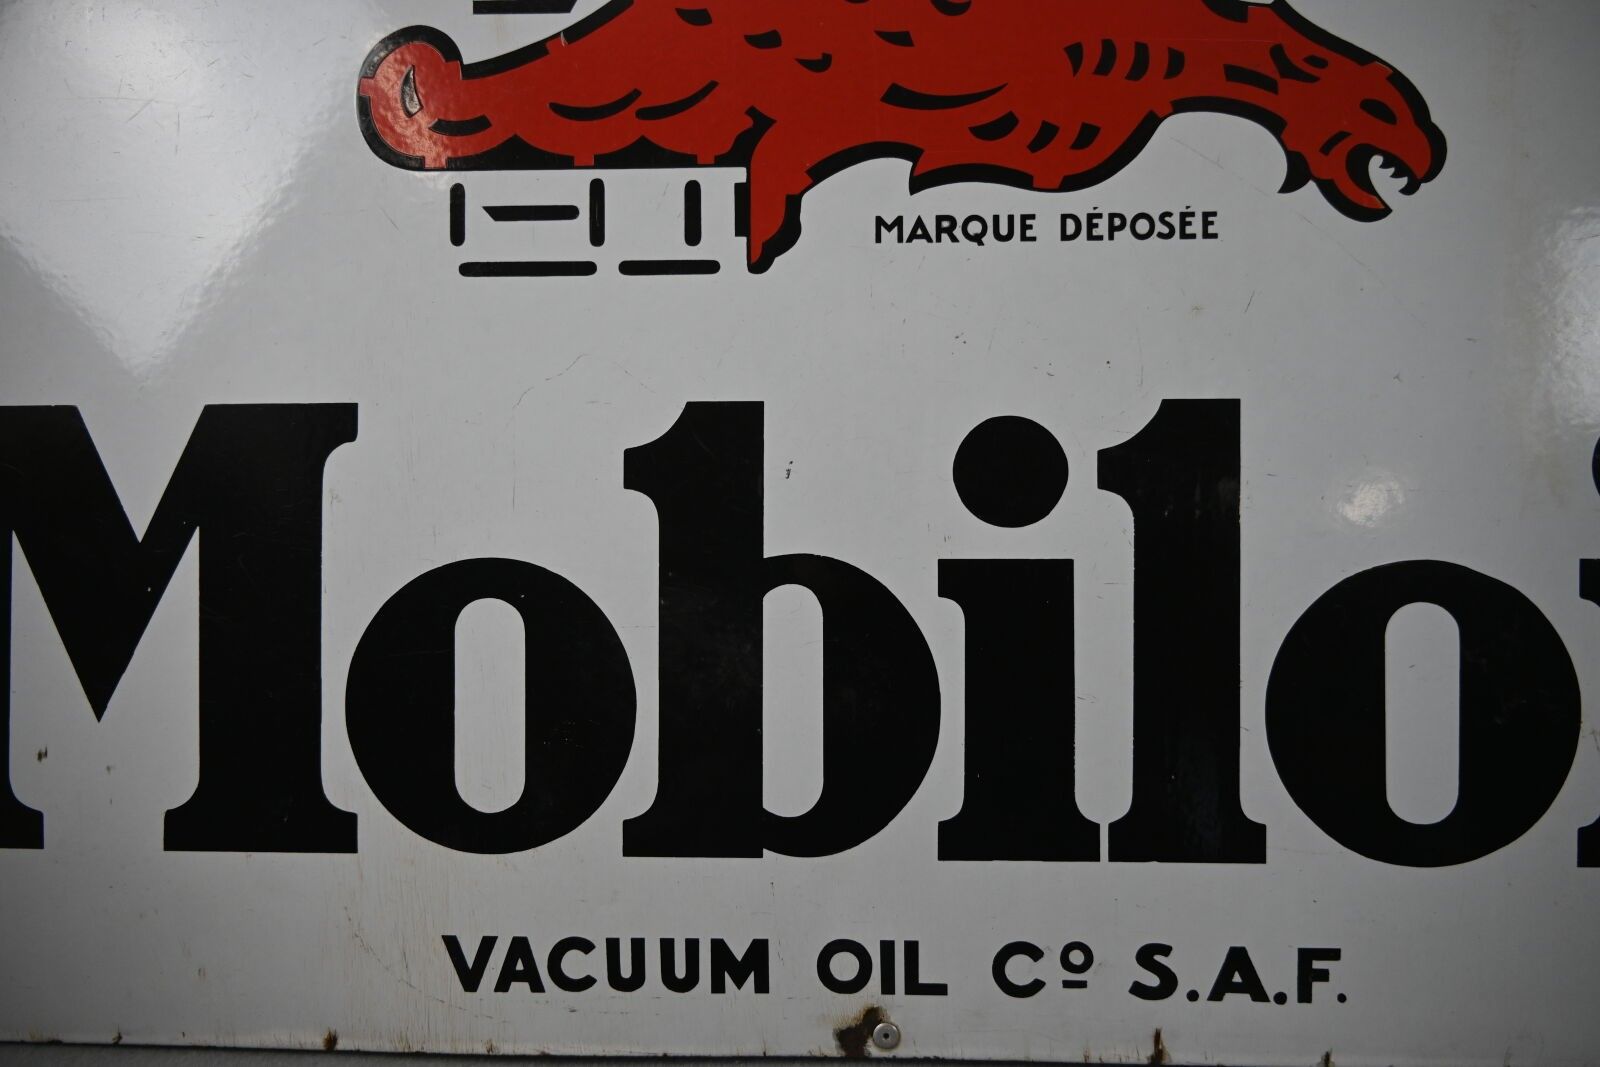 MARQUE DÉPOSÉE
Mobilo
VACUUM OIL Cº S.A.F.